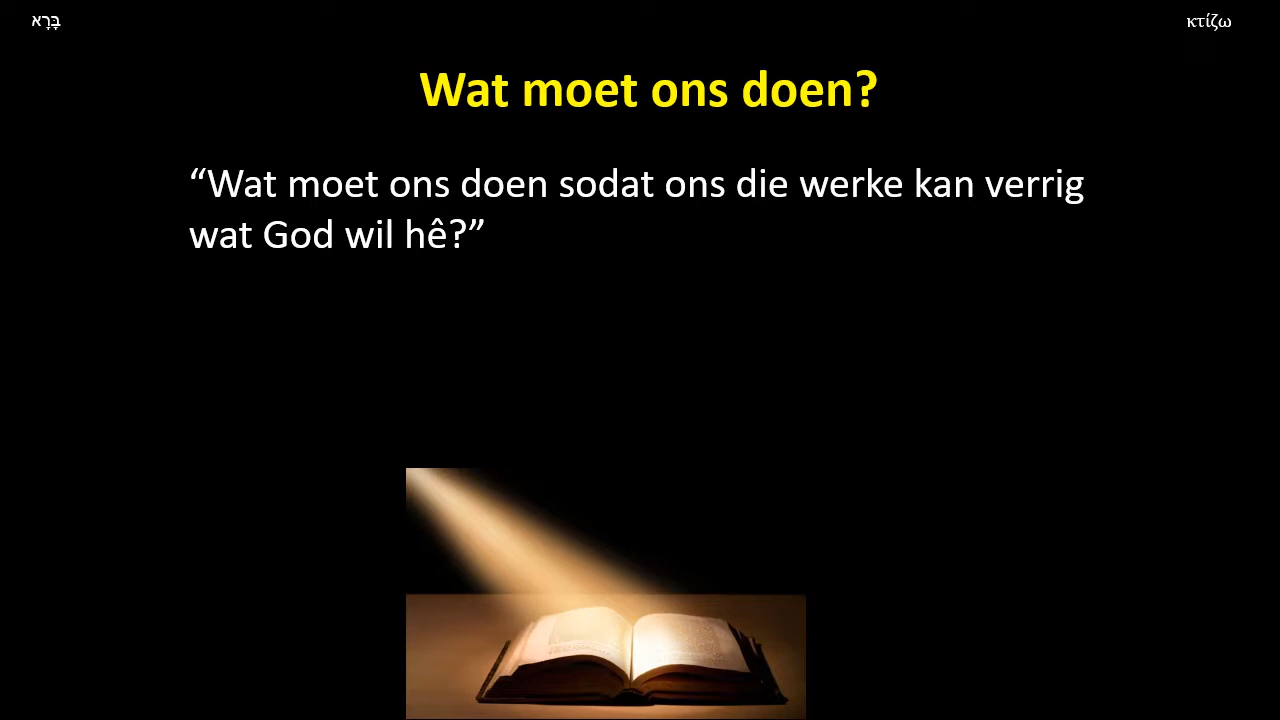 בָּרָא
κτίζω
Wat moet ons doen?
“Wat moet ons doen sodat ons die werke kan verrig
wat God wil hê?”